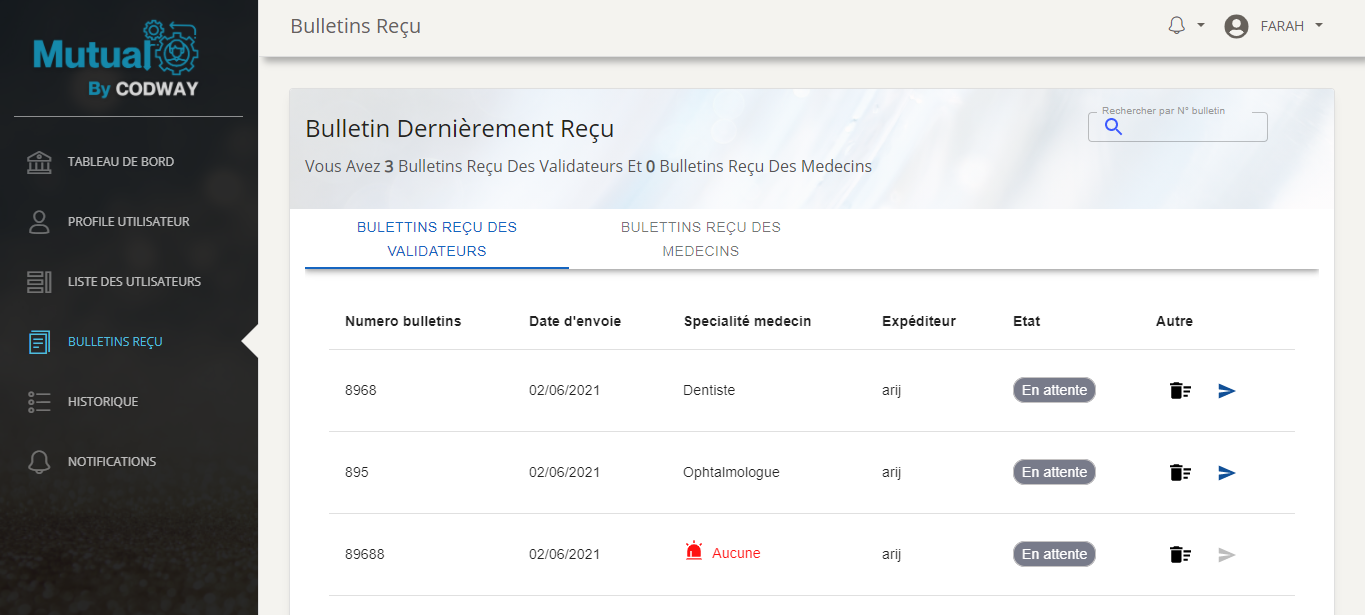 Mutual
By CODWAY
TABLEAU DE BORD
PROFILE UTILISATEUR
LISTE DES UTLISATEURS
BULLETINS REÇU
HISTORIQUE
NOTIFICATIONS
Bulletins Reçu
FARAH
Bulletin Dernièrement Reçu
Rechercher par N° bulletin
Vous Avez 3 Bulletins Reçu Des Validateurs Et 0 Bulletins Reçu Des Medecins
BULETTINS REÇU DES
VALIDATEURS
BULETTINS REÇU DES
MEDECINS
Numero bulletins Date d'envoie Specialité medecin Expéditeur Etat Autre
8968 02/06/2021 Dentiste arij En attente
895 02/06/2021 Ophtalmologue arij En attente
89688 02/06/2021 Aucune arij En attente